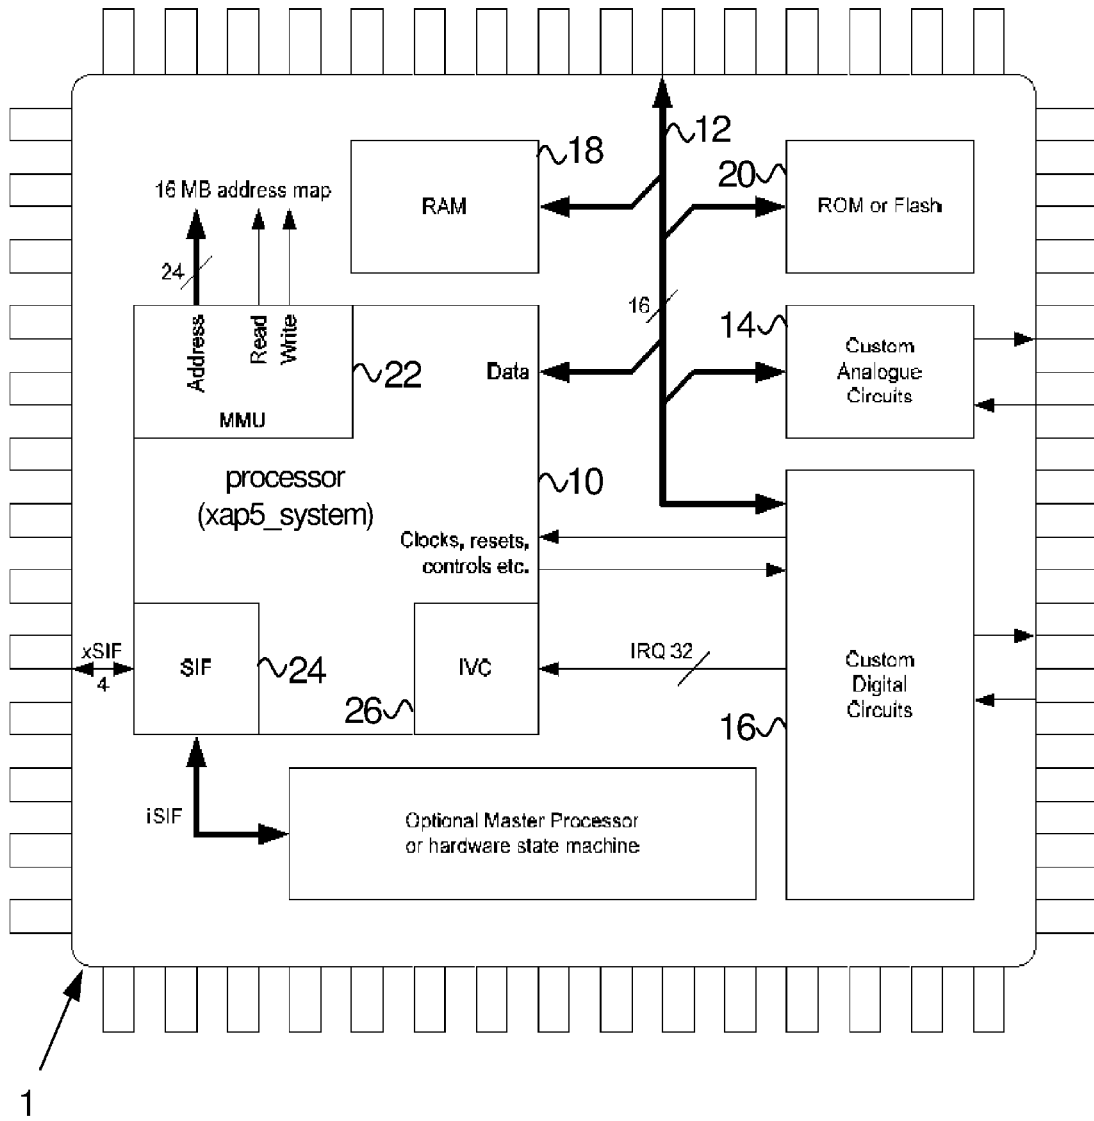 12
18
20
16 MB address map
RAM
ROM or Flash
24
16
14
Address
Read
Write
22
Data
Custom
Analogue
Circuits
MMU
processor
(xap5_system)
10
Clocks, resets,
controls etc.
xSIF
4
SIF
24
IVC
26
IRQ 32
Custom
Digital
Circuits
16
iSIF
Optional Master Processor
or hardware state machine
1